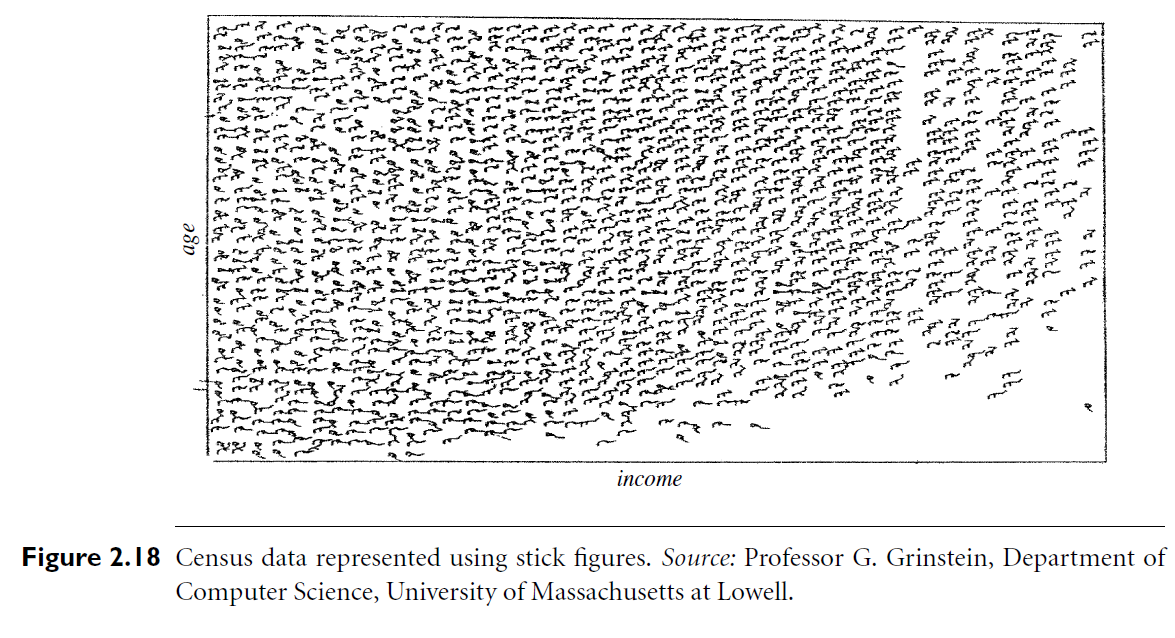 age
income
Figure 2.18 Census data represented using stick figures. Source: Professor G. Grinstein, Department of
Computer Science, University of Massachusetts at Lowell.